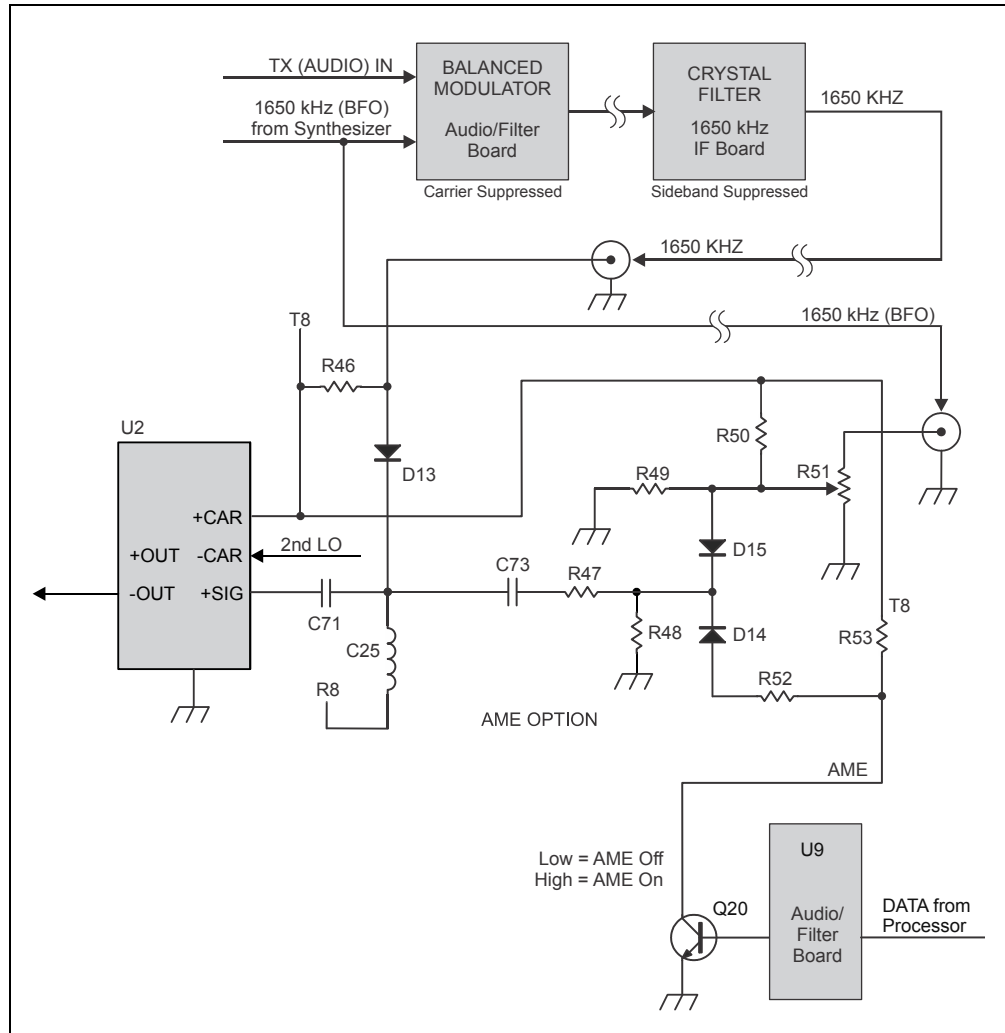 TX (AUDIO) IN
1650 kHz (BFO)
from Synthesizer
BALANCED
MODULATOR
Audio/Filter
Board
Carrier Suppressed
CRYSTAL
FILTER
1650 kHz
IF Board
Sideband Suppressed
1650 KHZ
1650 KHZ
1650 kHz (BFO)
T8
R46
U2
D13
R50
R49
R51
+CAR
+OUT
-CAR
2nd LO
-OUT
+SIG
D15
C71
C73
R47
R48
D14
T8
R53
C25
R8
R52
AME OPTION
AME
Low = AME Off
High = AME On
Q20
U9
Audio/
Filter
Board
DATA from
Processor